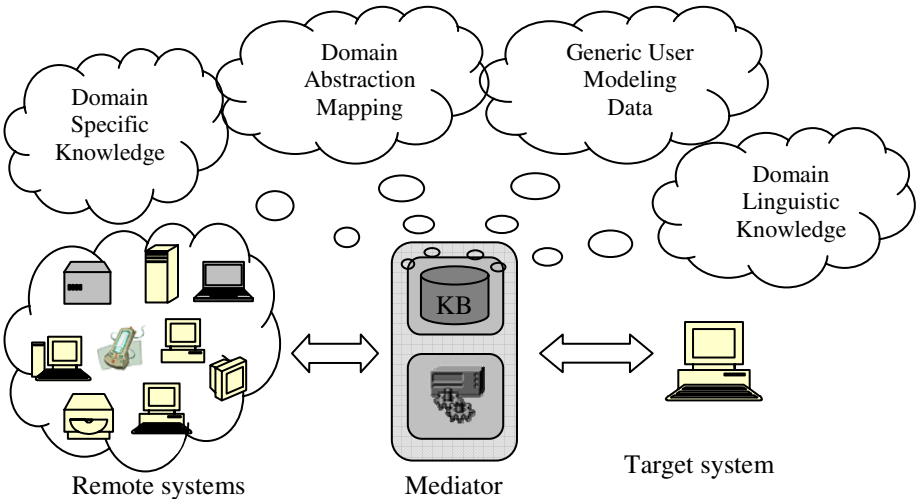 Domain
Specific
Knowledge
Domain
Abstraction
Mapping
Generic User
Modeling
Data
Domain
Linguistic
Knowledge
KB
Remote systems
Mediator
Target system